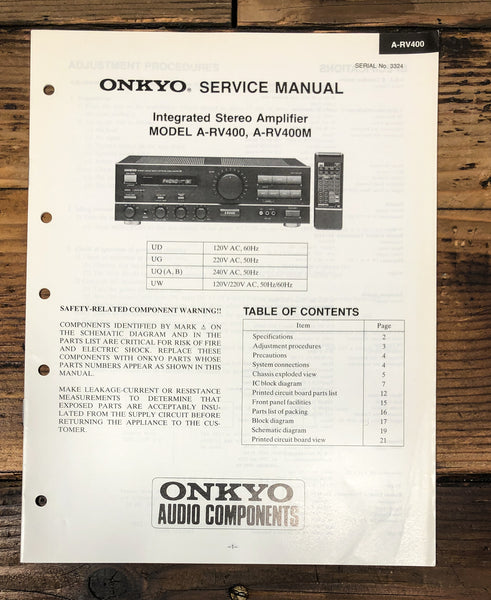 A-RV400
SERIAL No. 3324
ADJUSTMENT PROCEDURES
ONKYO® SERVICE MANUAL
Integrated Stereo Amplifier
MODEL A-RV400, A-RV400M
ONKYO
PHONO
UD 120V AC, 60Hz
UG 220V AC, 50Hz
UQ (A, B) 240V AC, 50Hz
UW 120V/220V AC, 50Hz/60Hz
SAFETY-RELATED COMPONENT WARNING!!
COMPONENTS IDENTIFIED BY MARK ⚠ ON
THE SCHEMATIC DIAGRAM AND IN THE
PARTS LIST ARE CRITICAL FOR RISK OF FIRE
AND ELECTRIC SHOCK. REPLACE THESE
COMPONENTS WITH ONKYO PARTS WHOSE
PARTS NUMBERS APPEAR AS SHOWN IN THIS
MANUAL.
MAKE LEAKAGE-CURRENT OR RESISTANCE
MEASUREMENTS TO DETERMINE THAT
EXPOSED PARTS ARE ACCEPTABLY INSU-
LATED FROM THE SUPPLY CIRCUIT BEFORE
RETURNING THE APPLIANCE TO THE CUS-
TOMER.
TABLE OF CONTENTS
Item Page
Specifications 2
Adjustment procedures 3
Precautions 4
System connections 4
Chassis exploded view 5
IC block diagram 7
Printed circuit board parts list 12
Front panel facilities 15
Parts list of packing 16
Block diagram 17
Schematic diagram 19
Printed circuit board view 21
ONKYO
AUDIO COMPONENTS
–1–